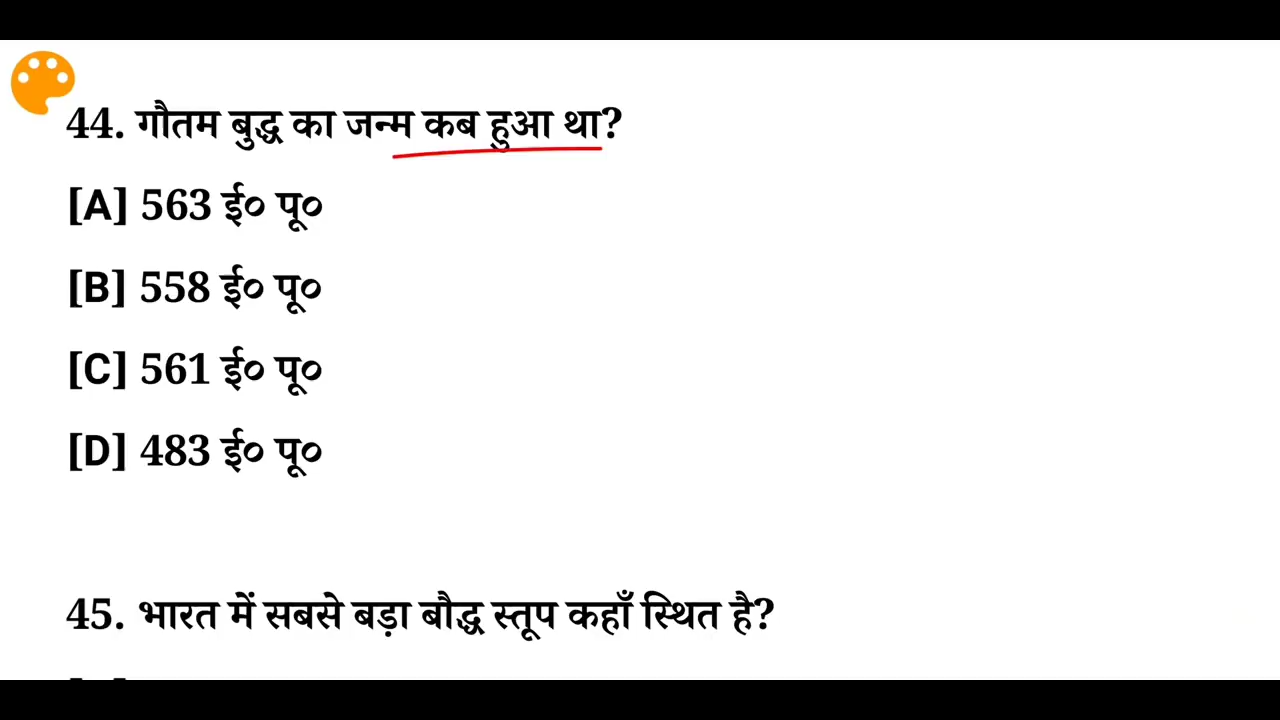 44. गौतम बुद्ध का जन्म कब हुआ था?
[A] 563 ई० पू०
[B] 558 ई० पू०
[C] 561 ई० पू०
[D] 483 ई० पू०
45. भारत में सबसे बड़ा बौद्ध स्तूप कहाँ स्थित है?